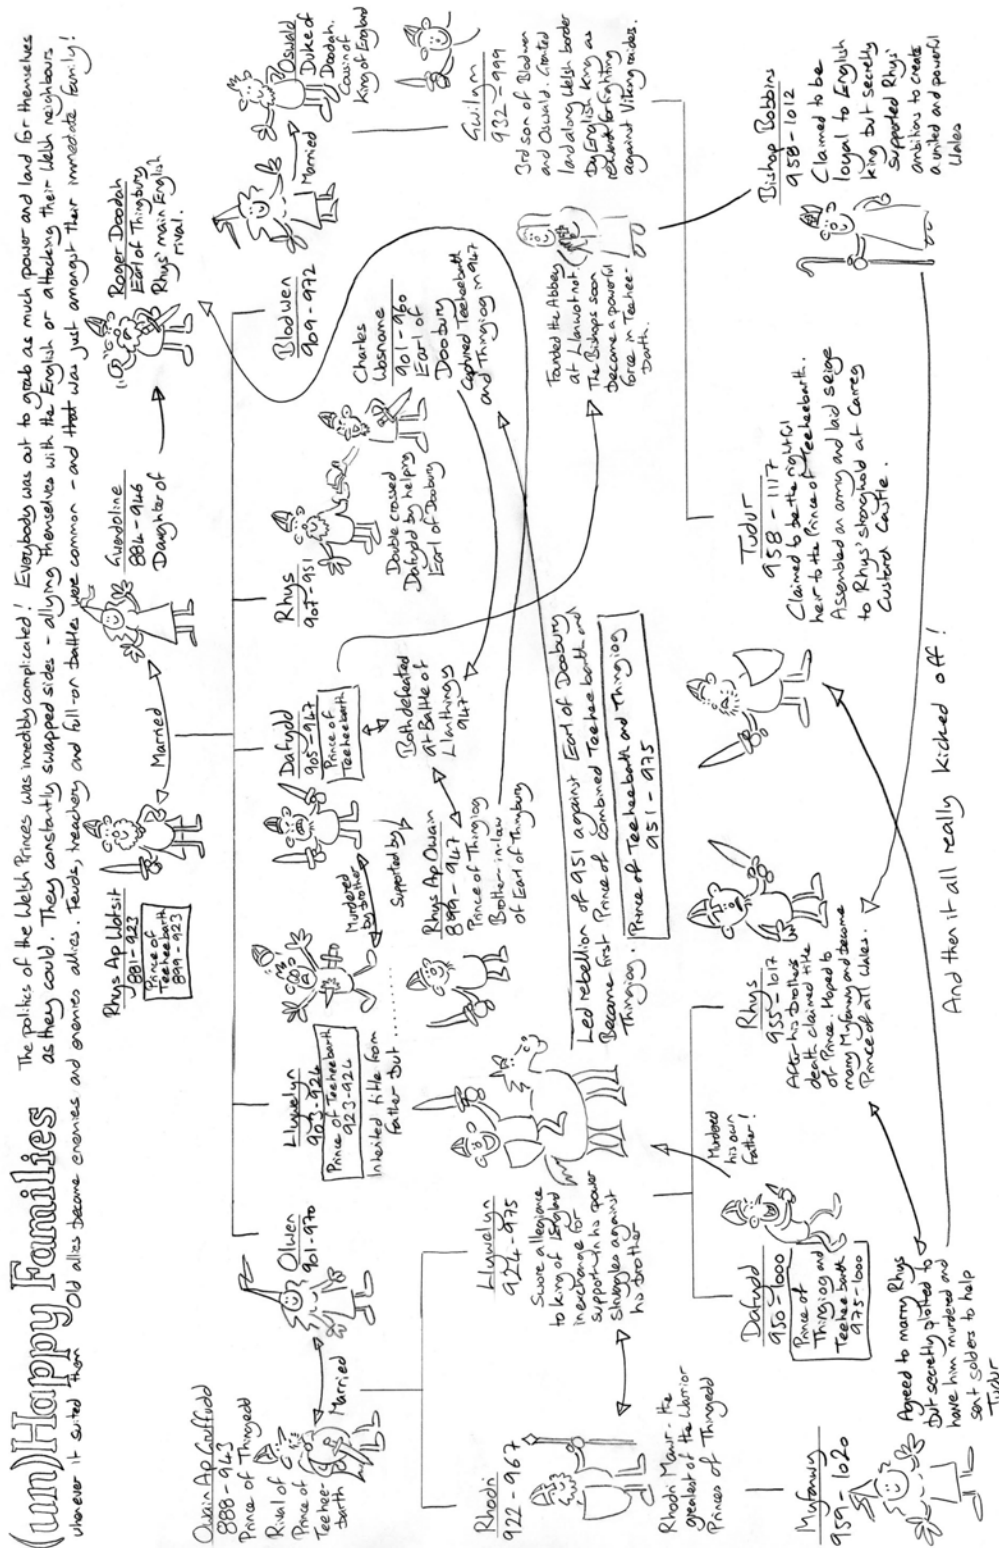 (un)Happy Families
The politics of the Welsh Princes was incredibly complicated! Everybody was out to grab as much power and land for themselves
as they could. They constantly swapped sides - allying themselves with the English or attacking their Welsh neighbours
whenever it suited them. Old allies became enemies and enemies allies. Feuds, treachery and full-on battles were common - and that was just amongst their immediate family!
Rhys Ap Watsit
881-923
Prince of
Teeheebarth
899-923
Married
Gwendoline
884-946
Daughter of
Roger Doodah
Earl of Thingbury
Rhys' main English
rival.
Owain Ap Gruffudd
888-943
Prince of Thingedd
Rival of
Prince of
Teehee-
barth
Married
Olwen
901-970
Llywelyn
903-924
Prince of Teeheebarth
923-924
Inherited title from
father but ........
Murdered
by brother
Dafydd
905-947
Prince of
Teeheebarth
Supported by
Rhys Ap Owain
899-947
Prince of Thingiog
Brother-in-law
of Earl of Thingbury
Both defeated
at Battle of
Llanthingy
947
Rhys
907-951
Double crossed
Dafydd by helping
Earl of Doobury
Charles
Wosname
901-960
Earl of
Doobury
Captured Teeheebarth
and Thingiog in 947
Blodwen
909-972
Married
Oswald
Duke of
Doodah.
Cousin of
King of England
Rhodri
922-967
Rhodri Mawr - the
greatest of the Warrior
Princes of Thingedd
Llywelyn
924-975
Swore allegiance
to King of England
in exchange for
support in his power
struggles against
his brother
Led rebellion of 951 against Earl of Doobury
Became first Prince of combined Teeheebarth and
Thingiog.
Prince of Teeheebarth and Thingiog
951-975
Founded the Abbey
at Llanwotnot.
The Bishops soon
became a powerful
force in Teehee-
barth.
Gwilym
932-999
3rd son of Blodwen
and Oswald. Granted
land along Welsh border
by English King as
reward for fighting
against Viking raiders.
Myfanwy
959-1020
Agreed to marry Rhys
but secretly plotted to
have him murdered and
sent solders to help
Tudur
Dafydd
950-1000
Prince of
Thingiog and
Teeheebarth
975-1000
Murdered
his own
Father!
Rhys
955-1017
After his brother's
death claimed title
of Prince. Hoped to
marry Myfanwy and become
Prince of all Wales.
Tudur
958-1117
Claimed to be the rightful
heir to the Prince of Teeheebarth.
Assembled an army and laid seige
to Rhys' stronghold at Carreg
Custard Castle.
Bishop Bobbins
958-1012
Claimed to be
loyal to English
king but secretly
supported Rhys'
ambitions to create
a united and powerful
Wales
And then it all really kicked off!